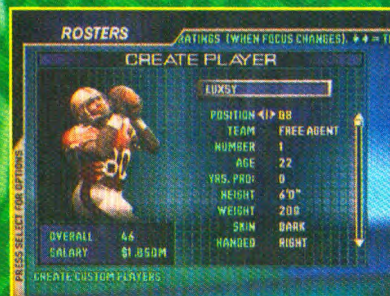 ROSTERS
RATINGS (WHEN FOCUS CHANGES).
CREATE PLAYER
LUXSY
POSITION QB
TEAM FREE AGENT
NUMBER 1
AGE 22
YRS. PRO: 0
HEIGHT 6'0"
WEIGHT 200
SKIN DARK
HANDED RIGHT
OVERALL 46
SALARY $1.850M
CREATE CUSTOM PLAYERS
PRESS SELECT FOR OPTIONS